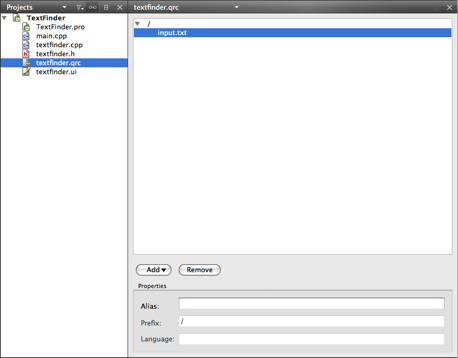 Projects
TextFinder
TextFinder.pro
main.cpp
textfinder.cpp
textfinder.h
textfinder.qrc
textfinder.ui
textfinder.qrc
/
input.txt
Add
Remove
Properties
Alias:
Prefix: /
Language: